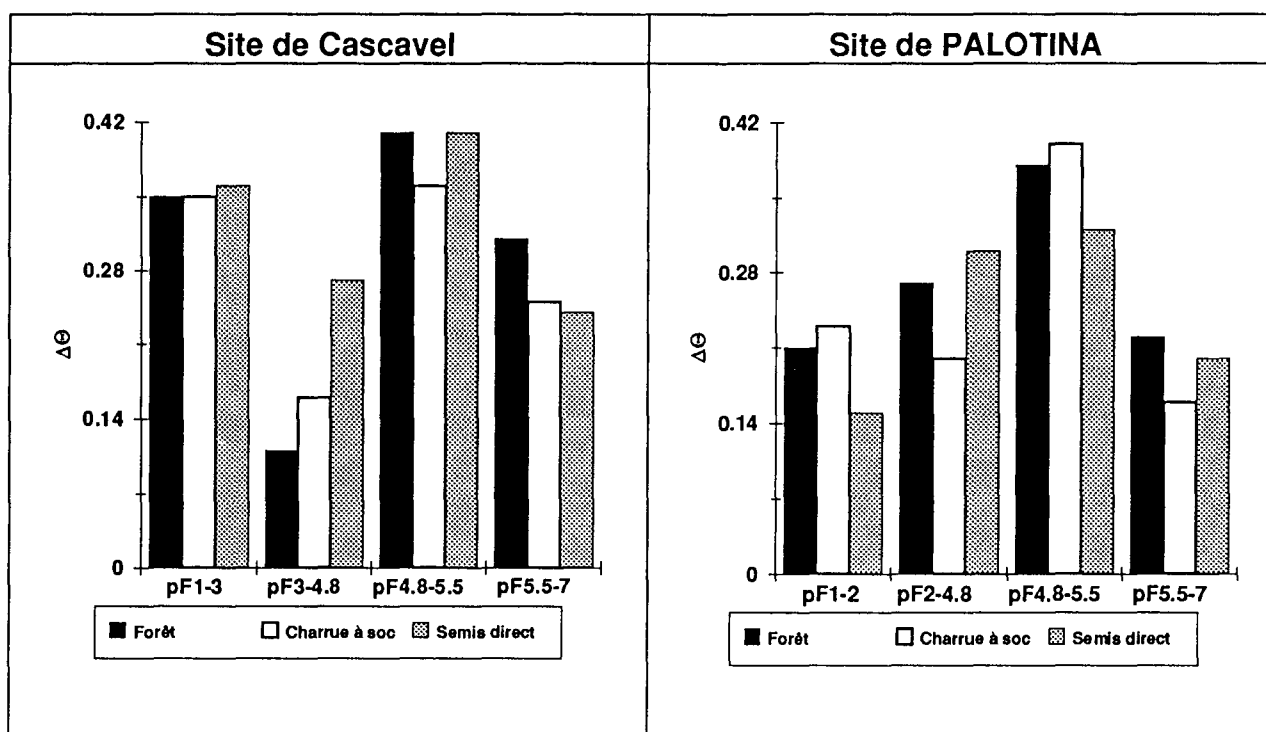 Site de Cascavel
0.42
0.28
ΔΘ
0.14
0
pF1-3 pF3-4.8 pF4.8-5.5 pF5.5-7
Forêt Charrue à soc Semis direct
Site de PALOTINA
0.42
0.28
ΔΘ
0.14
0
pF1-2 pF2-4.8 pF4.8-5.5 pF5.5-7
Forêt Charrue à soc Semis direct